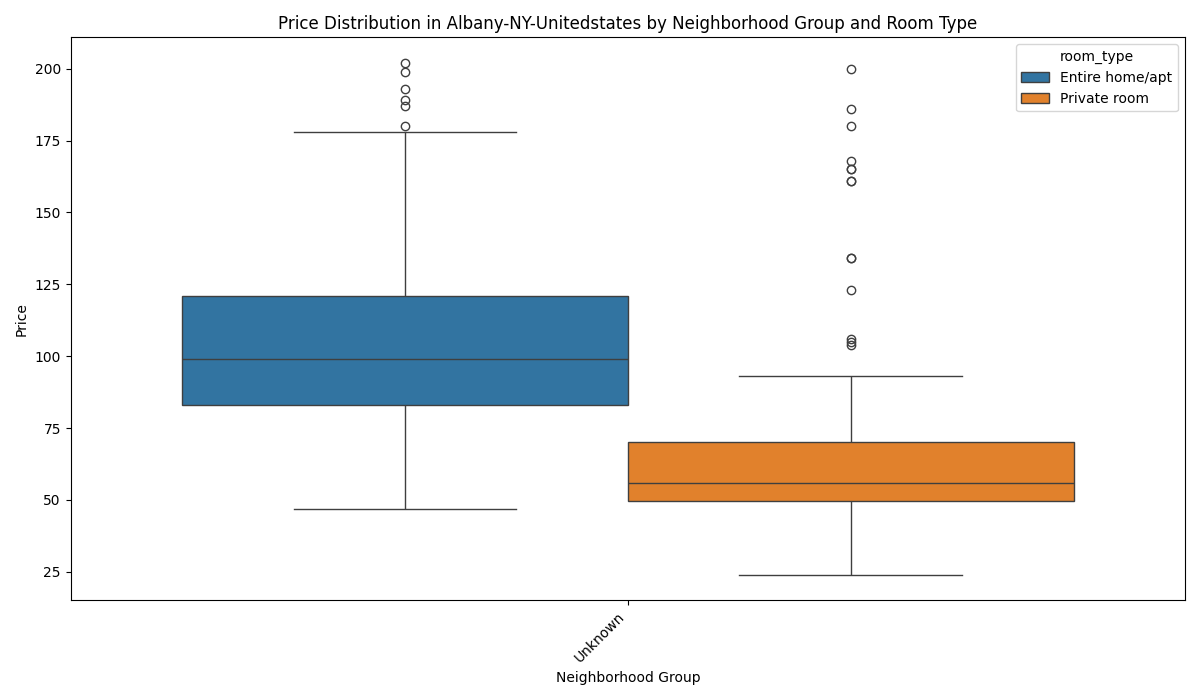 Price Distribution in Albany-NY-Unitedstates by Neighborhood Group and Room Type
room_type
Entire home/apt
Private room
Price
200
175
150
125
100
75
50
25
Unknown
Neighborhood Group